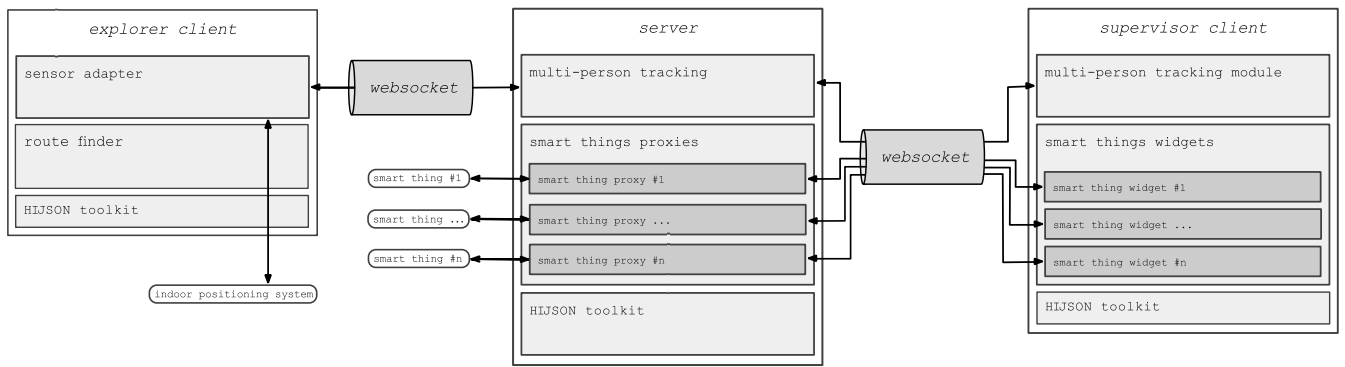 explorer client
sensor adapter
route finder
HIJSON toolkit
indoor positioning system
websocket
smart thing #1
smart thing ...
smart thing #n
server
multi-person tracking
smart things proxies
smart thing proxy #1
smart thing proxy ...
smart thing proxy #n
HIJSON toolkit
websocket
supervisor client
multi-person tracking module
smart things widgets
smart thing widget #1
smart thing widget ...
smart thing widget #n
HIJSON toolkit